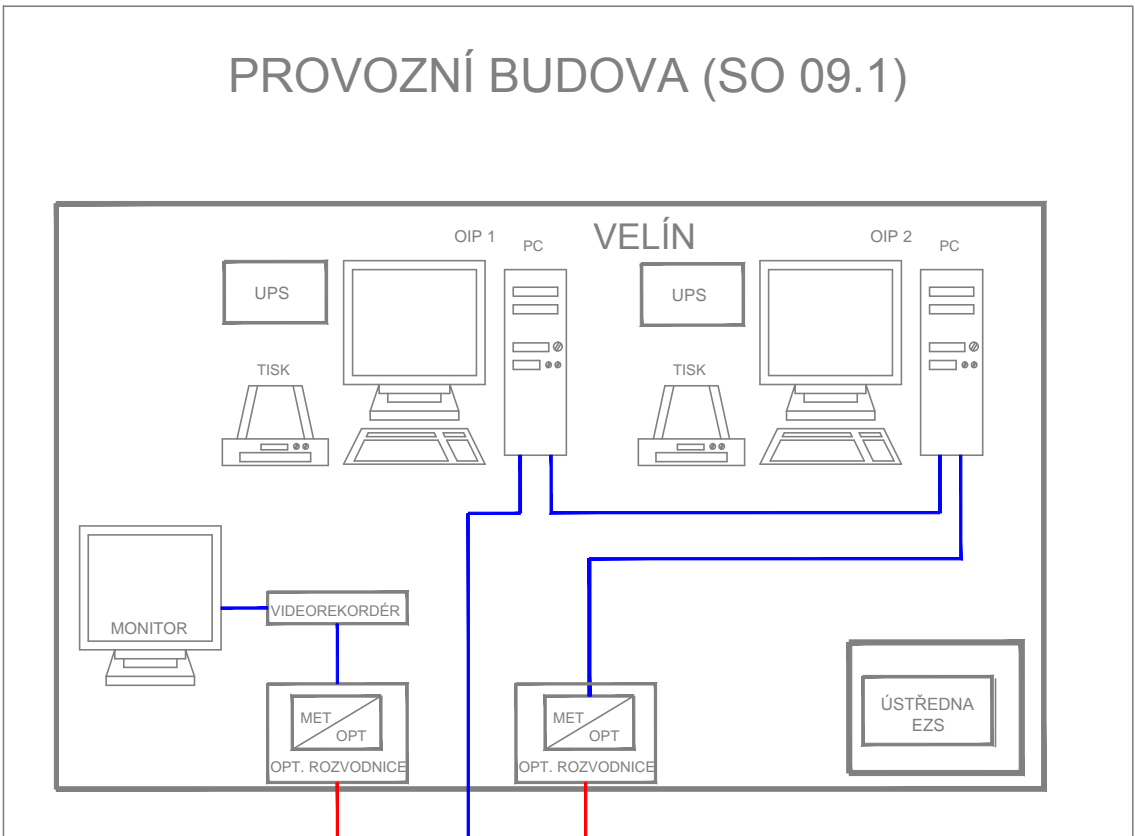 PROVOZNÍ BUDOVA (SO 09.1)
OIP 1
PC
VELÍN
OIP 2
PC
UPS
UPS
TISK
TISK
MONITOR
VIDEOREKORDÉR
MET
OPT
OPT. ROZVODNICE
MET
OPT
OPT. ROZVODNICE
ÚSTŘEDNA
EZS